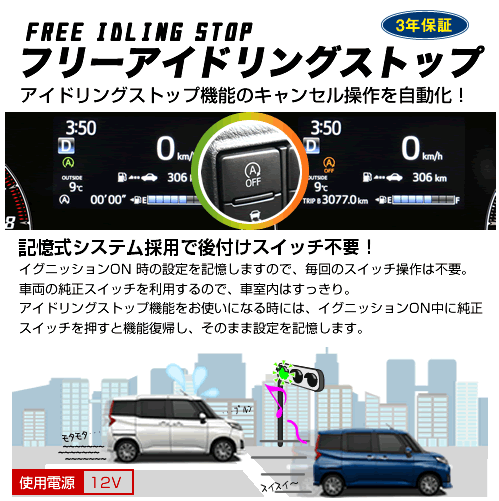 FREE IDLING STOP
3年保証
フリーアイドリングストップ
アイドリングストップ機能のキャンセル操作を自動化！
3:50
D
0 km/h
OUTSIDE
9℃
306 km
00'00"
E F
A
OFF
3:50
D
0 km/h
OFF
OUTSIDE
9℃
306 km
TRIP B 3077.0 km
E F
8
記憶式システム採用で後付けスイッチ不要！
イグニッションON 時の設定を記憶しますので、毎回のスイッチ操作は不要。
車両の純正スイッチを利用するので、車室内はすっきり。
アイドリングストップ機能をお使いになる時には、イグニッションON中に純正
スイッチを押すと機能復帰し、そのまま設定を記憶します。
モタモタ…
ブルン
スイスイ〜
使用電源 12V